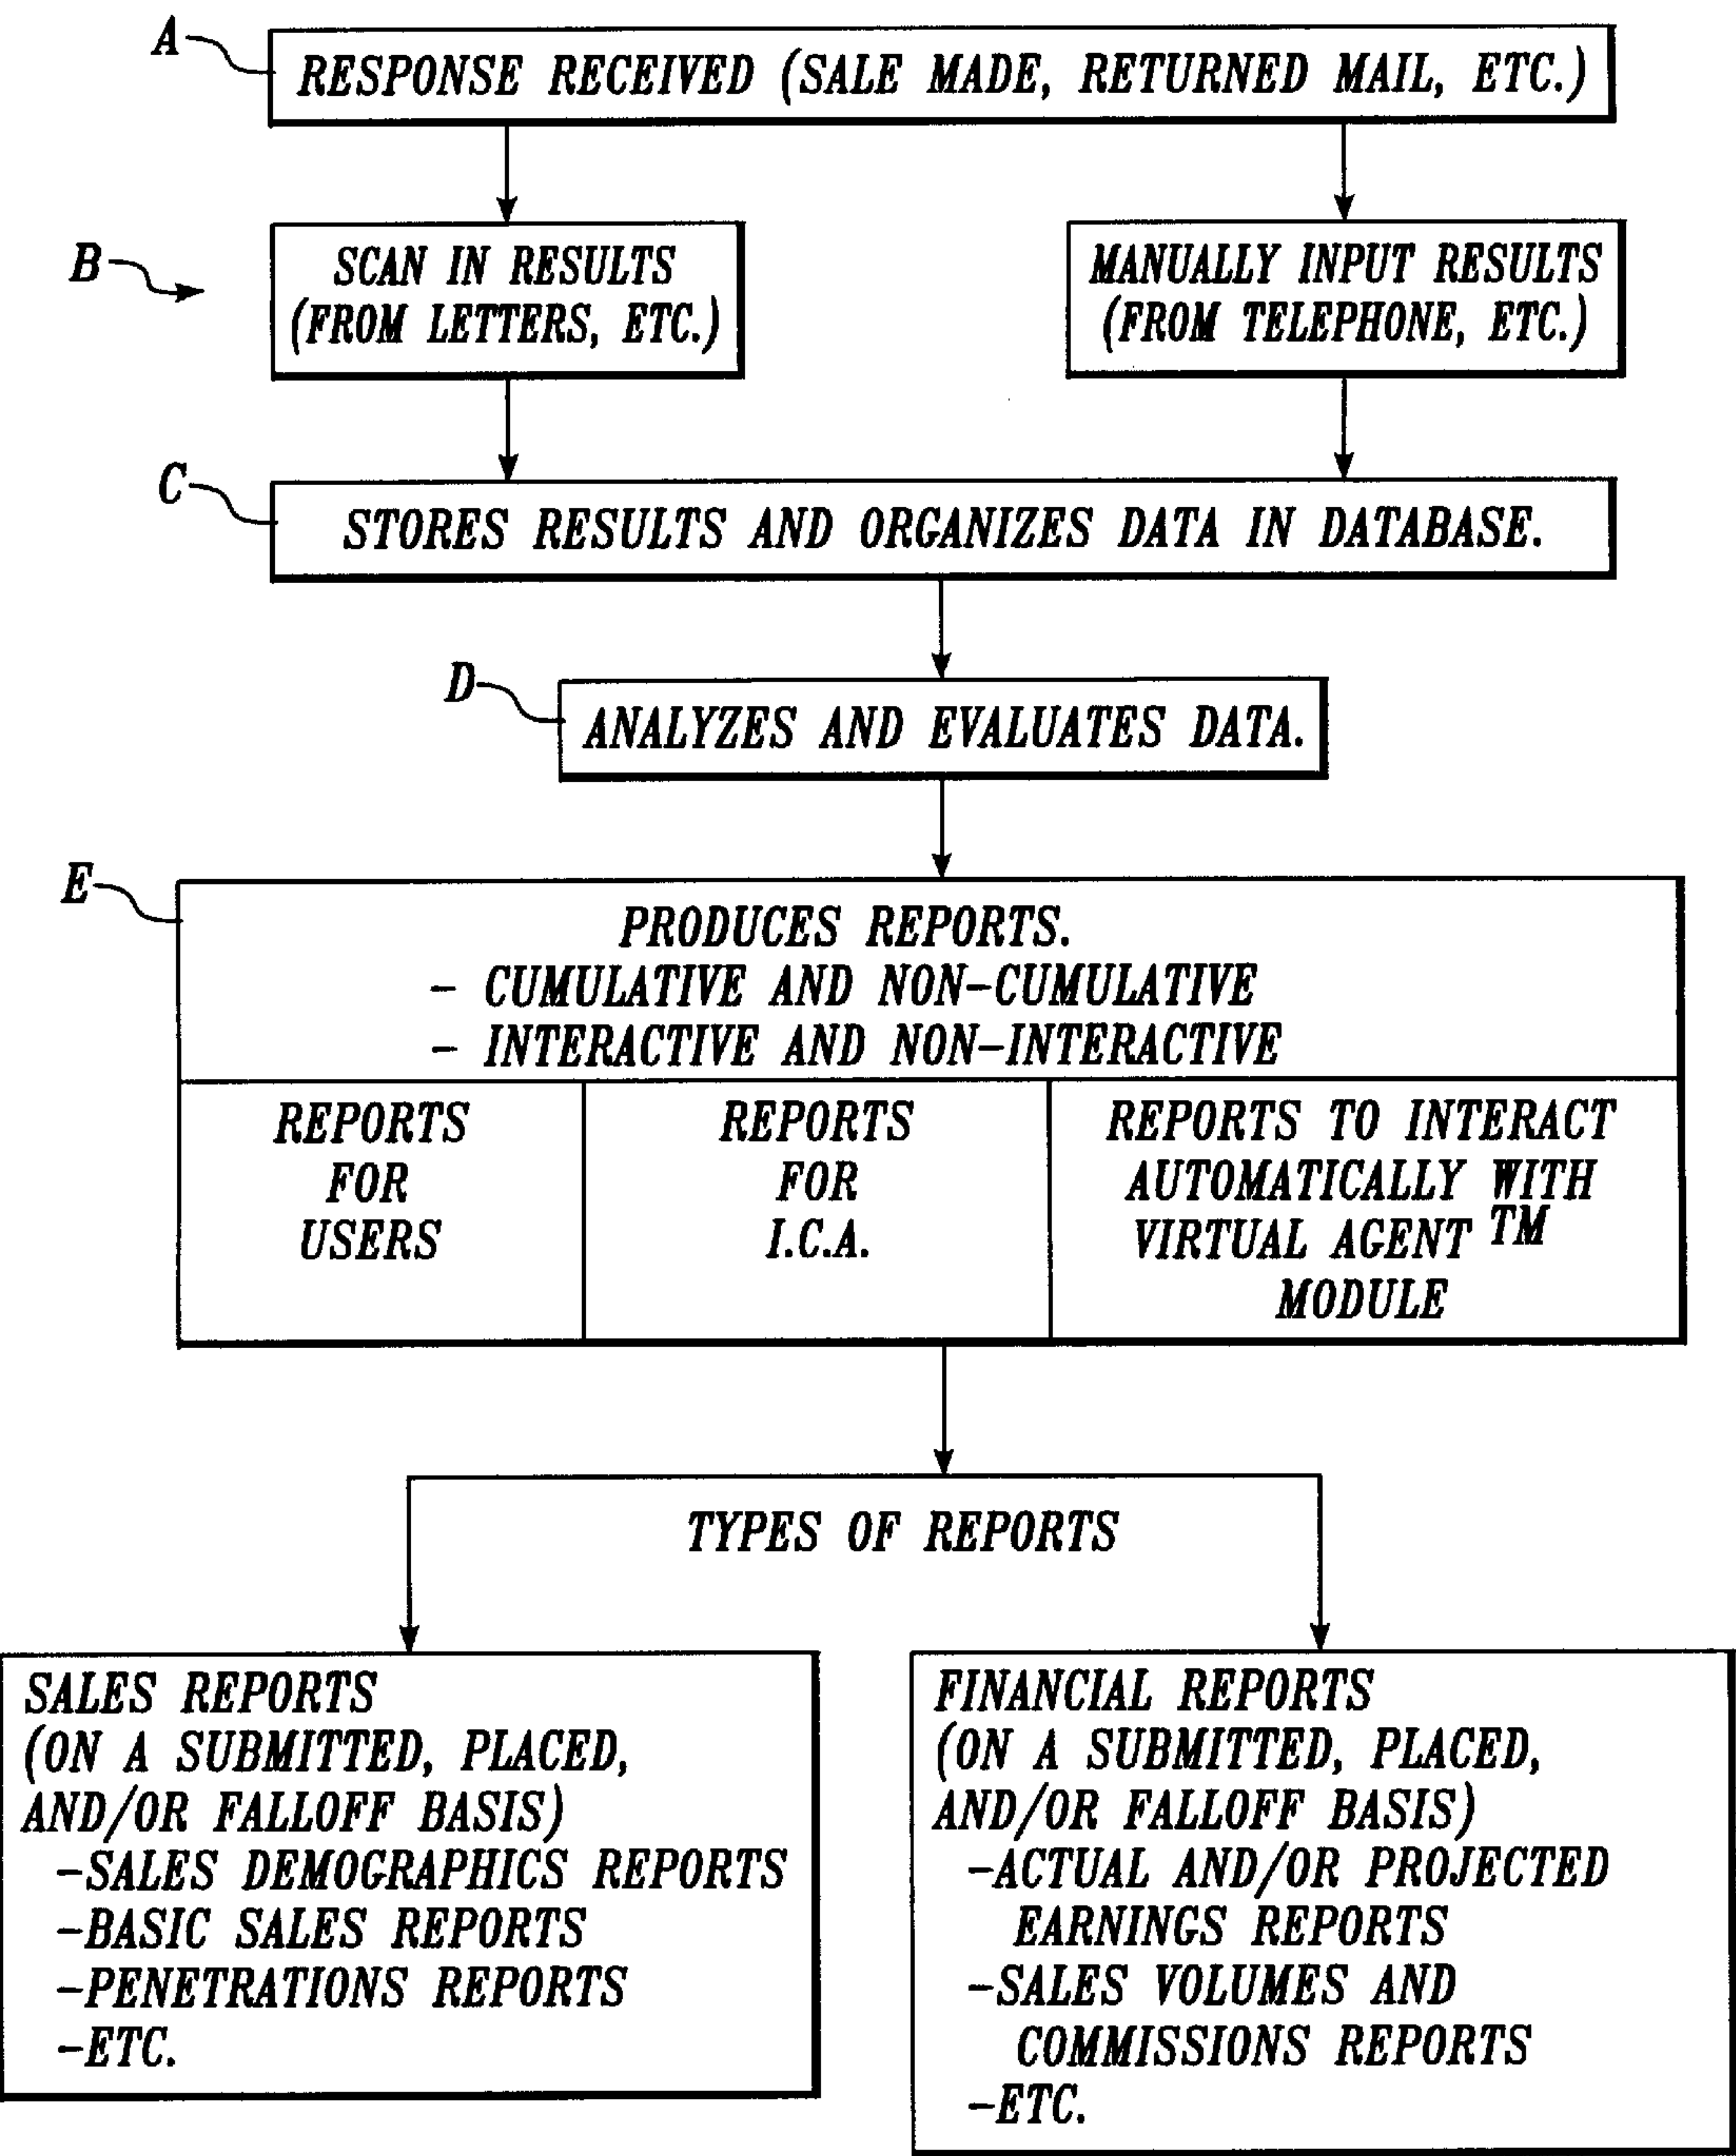 A
RESPONSE RECEIVED (SALE MADE, RETURNED MAIL, ETC.)
B
SCAN IN RESULTS
(FROM LETTERS, ETC.)
MANUALLY INPUT RESULTS
(FROM TELEPHONE, ETC.)
C
STORES RESULTS AND ORGANIZES DATA IN DATABASE.
D
ANALYZES AND EVALUATES DATA.
E
PRODUCES REPORTS.
- CUMULATIVE AND NON-CUMULATIVE
- INTERACTIVE AND NON-INTERACTIVE
REPORTS
FOR
USERS
REPORTS
FOR
I.C.A.
REPORTS TO INTERACT
AUTOMATICALLY WITH
VIRTUAL AGENT TM
MODULE
TYPES OF REPORTS
SALES REPORTS
(ON A SUBMITTED, PLACED,
AND/OR FALLOFF BASIS)
-SALES DEMOGRAPHICS REPORTS
-BASIC SALES REPORTS
-PENETRATIONS REPORTS
-ETC.
FINANCIAL REPORTS
(ON A SUBMITTED, PLACED,
AND/OR FALLOFF BASIS)
-ACTUAL AND/OR PROJECTED
EARNINGS REPORTS
-SALES VOLUMES AND
COMMISSIONS REPORTS
-ETC.